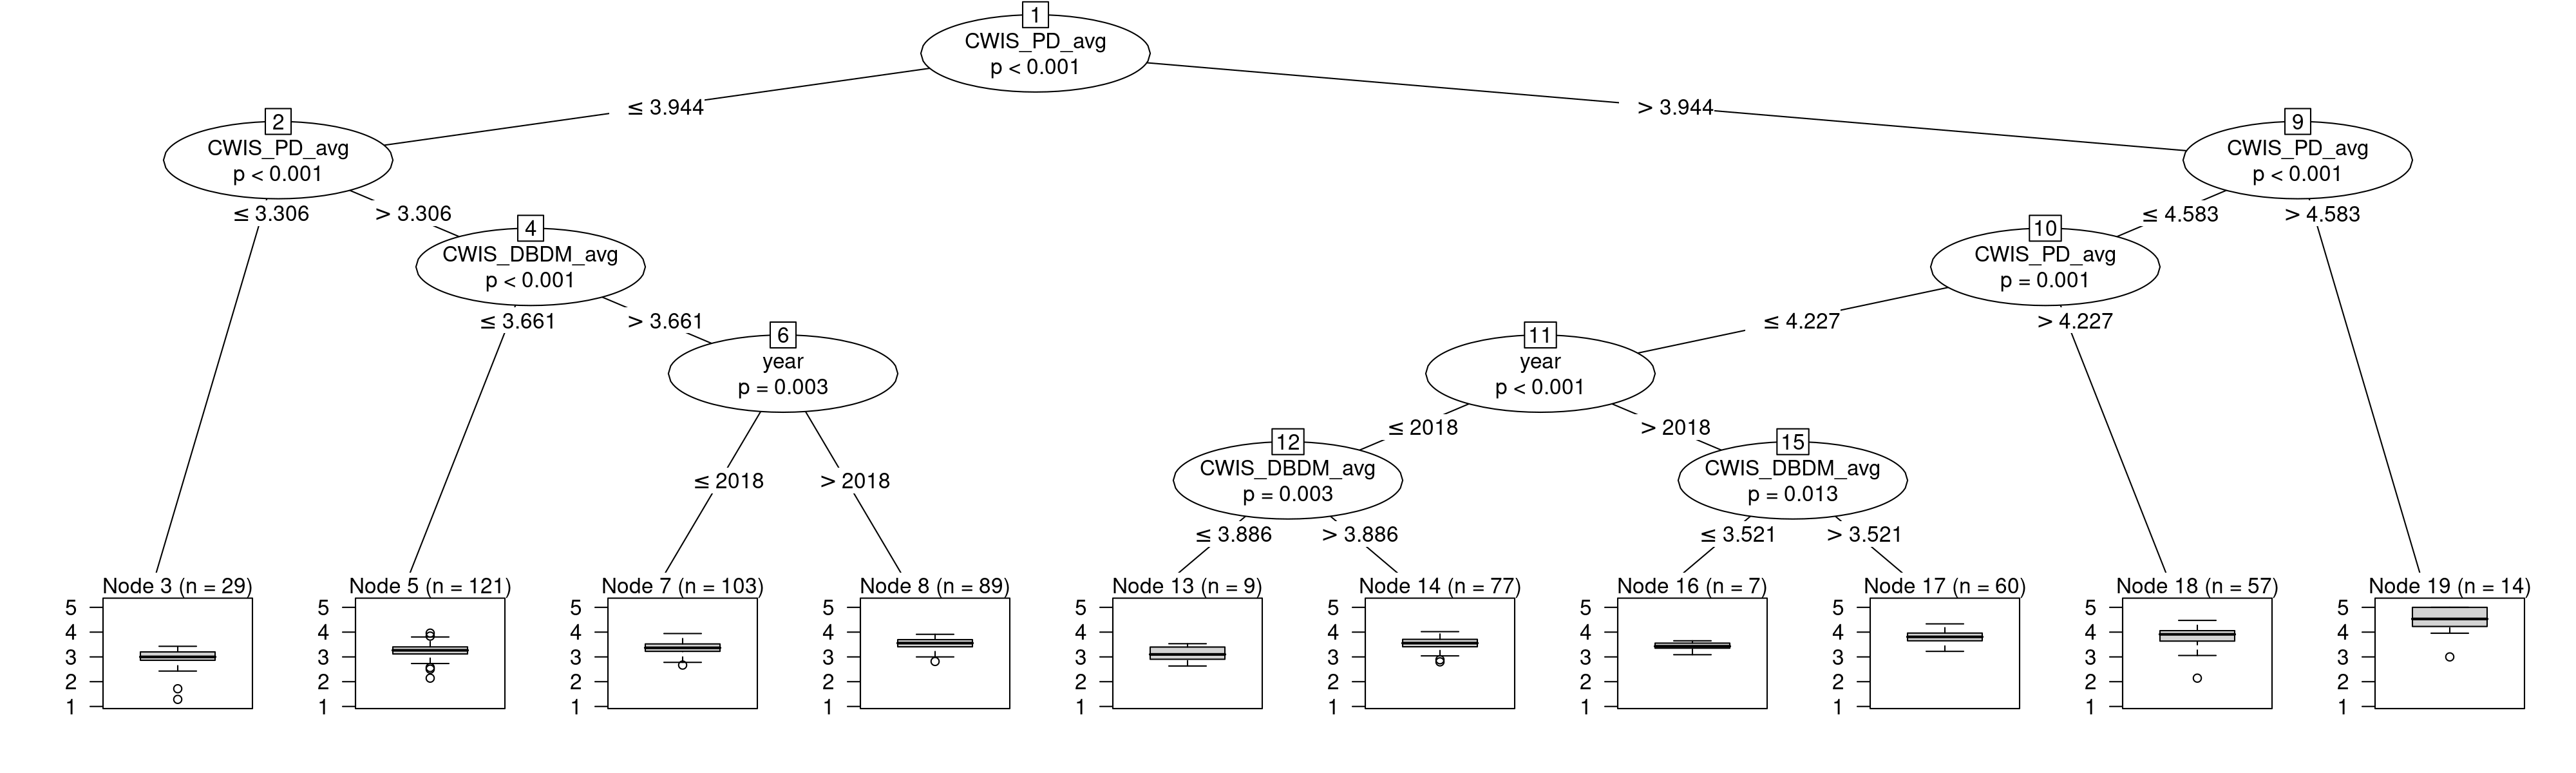 1
CWIS_PD_avg
p < 0.001
≤ 3.944
> 3.944
2
CWIS_PD_avg
p < 0.001
9
CWIS_PD_avg
p < 0.001
≤ 3.306
> 3.306
≤ 4.583
> 4.583
4
CWIS_DBDM_avg
p < 0.001
10
CWIS_PD_avg
p = 0.001
≤ 3.661
> 3.661
≤ 4.227
> 4.227
6
year
p = 0.003
11
year
p < 0.001
≤ 2018
> 2018
≤ 2018
> 2018
12
CWIS_DBDM_avg
p = 0.003
15
CWIS_DBDM_avg
p = 0.013
≤ 3.886
> 3.886
≤ 3.521
> 3.521
Node 3 (n = 29)
5
4
3
2
1
Node 5 (n = 121)
5
4
3
2
1
Node 7 (n = 103)
5
4
3
2
1
Node 8 (n = 89)
5
4
3
2
1
Node 13 (n = 9)
5
4
3
2
1
Node 14 (n = 77)
5
4
3
2
1
Node 16 (n = 7)
5
4
3
2
1
Node 17 (n = 60)
5
4
3
2
1
Node 18 (n = 57)
5
4
3
2
1
Node 19 (n = 14)
5
4
3
2
1